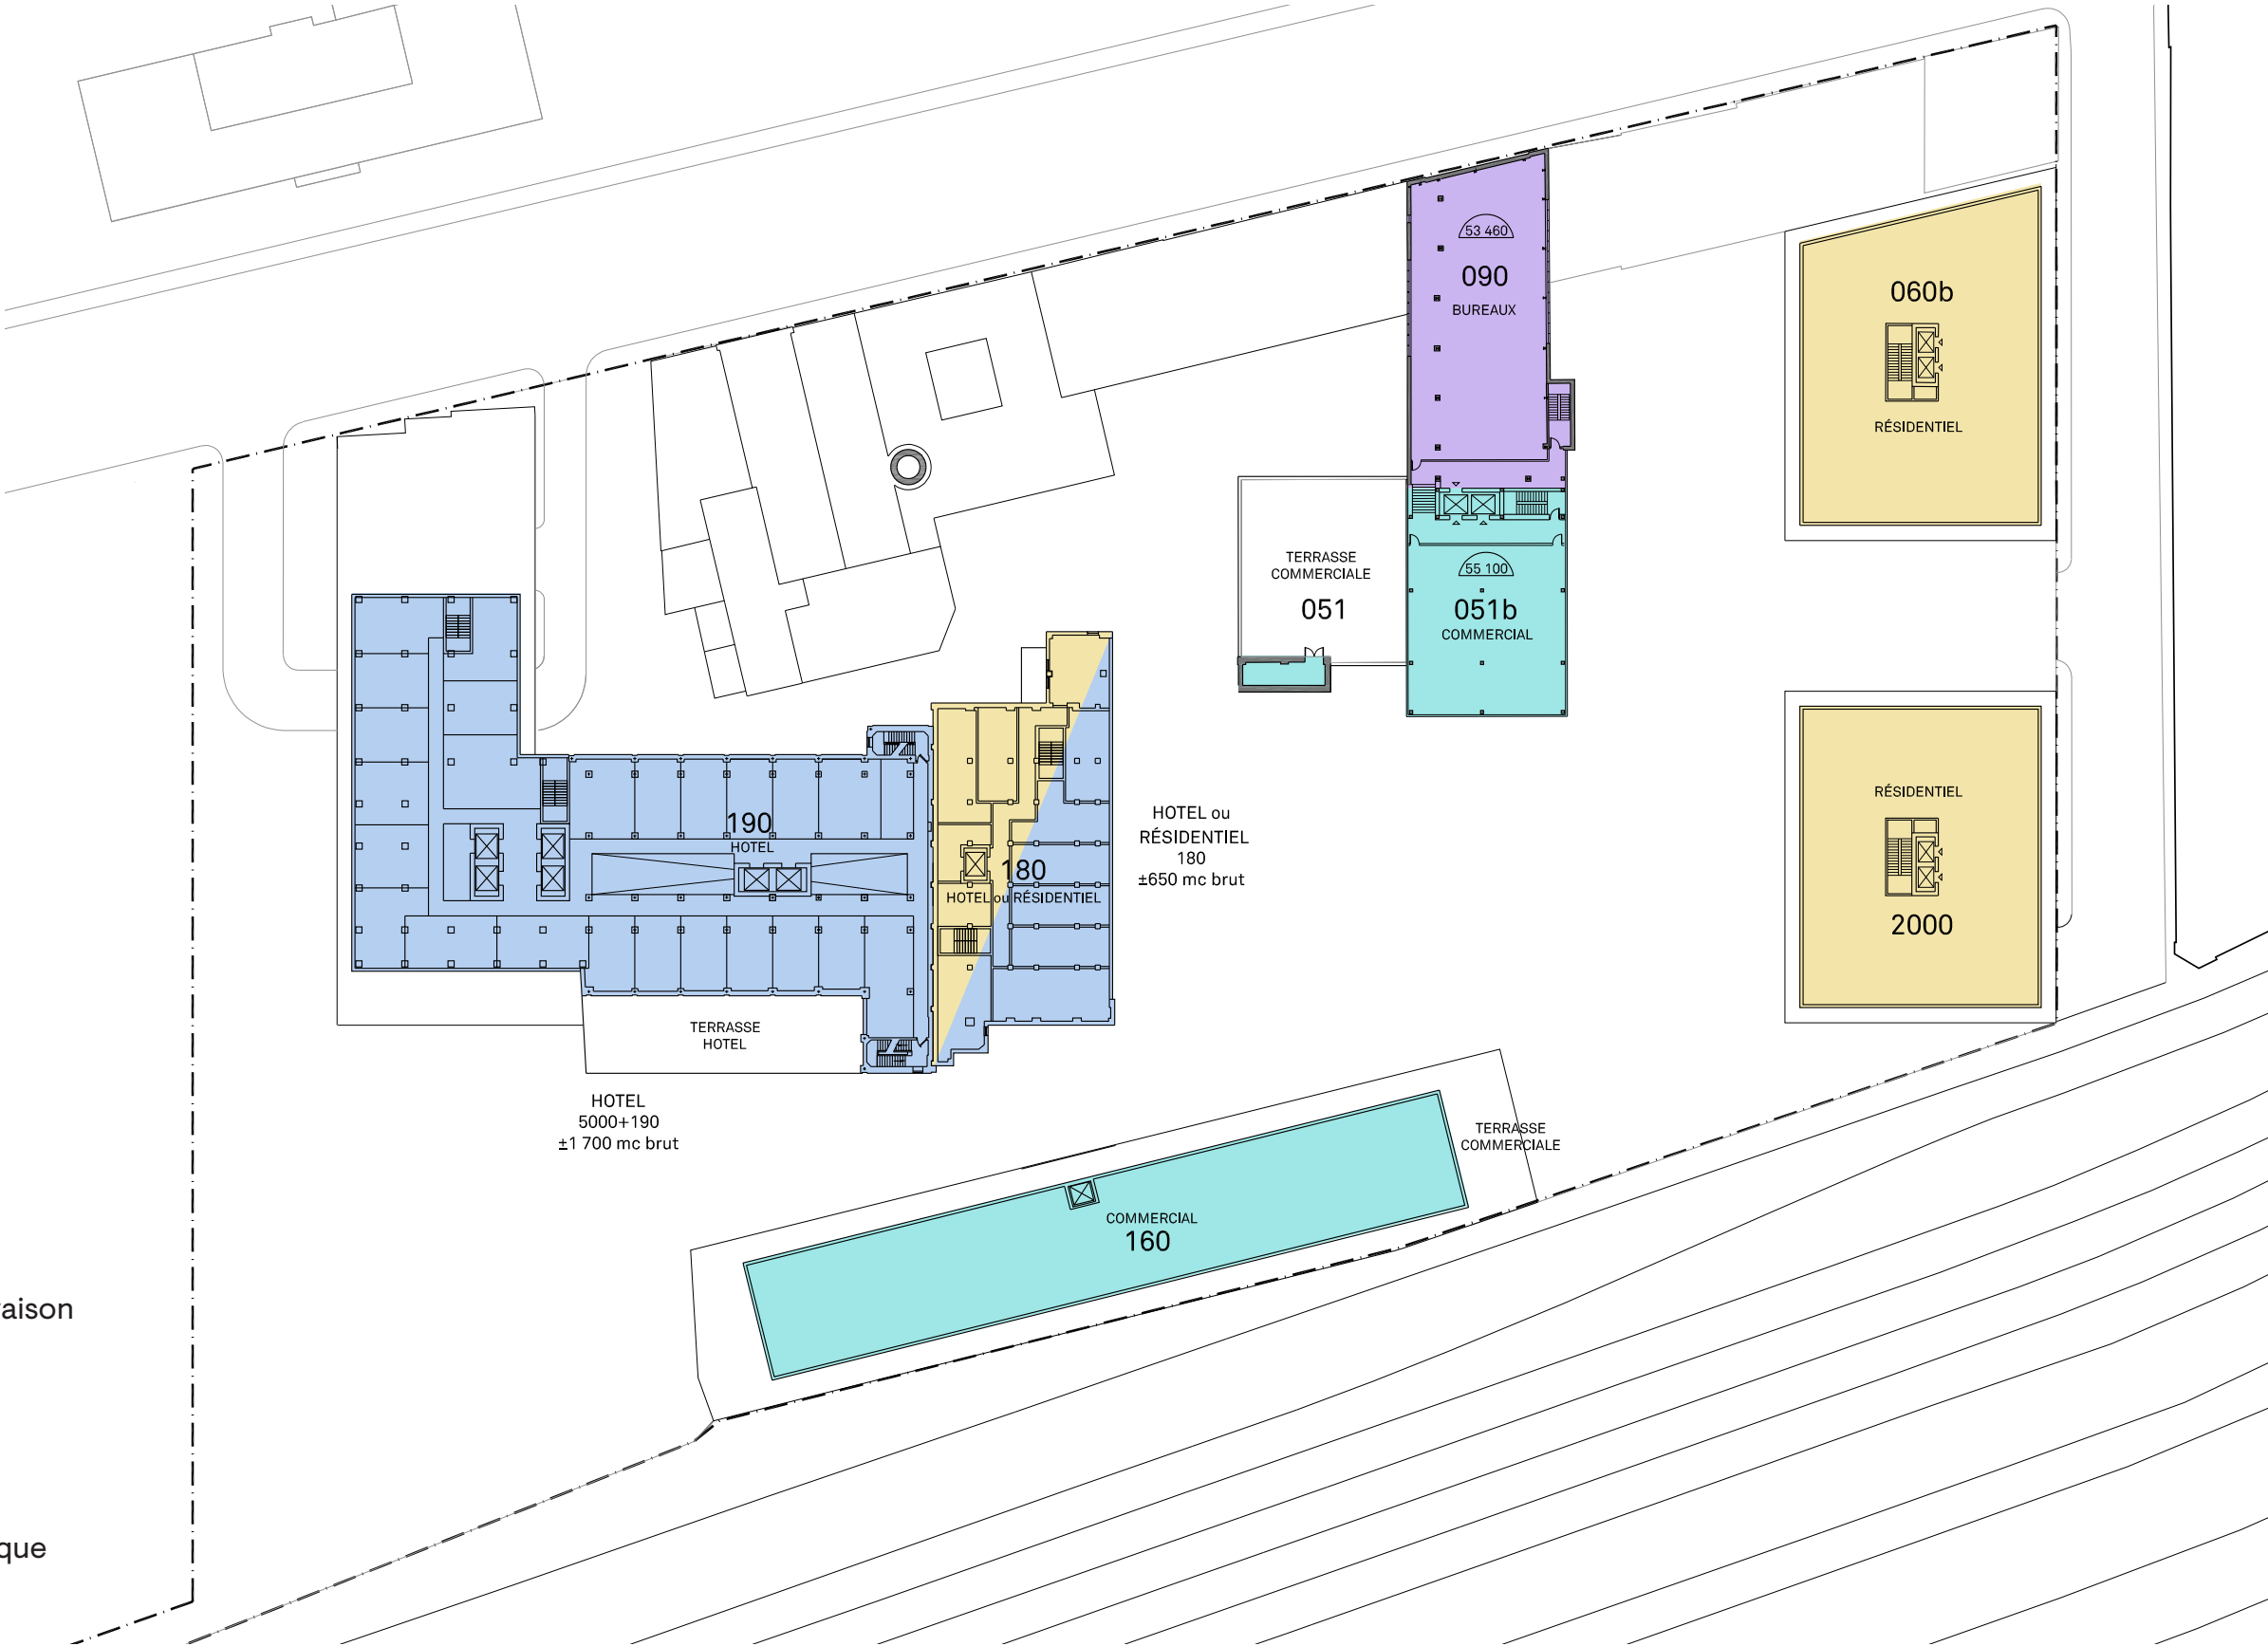 53 460
090
BUREAUX
060b
RÉSIDENTIEL
TERRASSE
COMMERCIALE
051
55 100
051b
COMMERCIAL
RÉSIDENTIEL
2000
190
HOTEL
180
HOTEL ou RÉSIDENTIEL
HOTEL ou
RÉSIDENTIEL
180
±650 mc brut
TERRASSE
HOTEL
HOTEL
5000+190
±1 700 mc brut
TERRASSE
COMMERCIALE
COMMERCIAL
160
aison
que